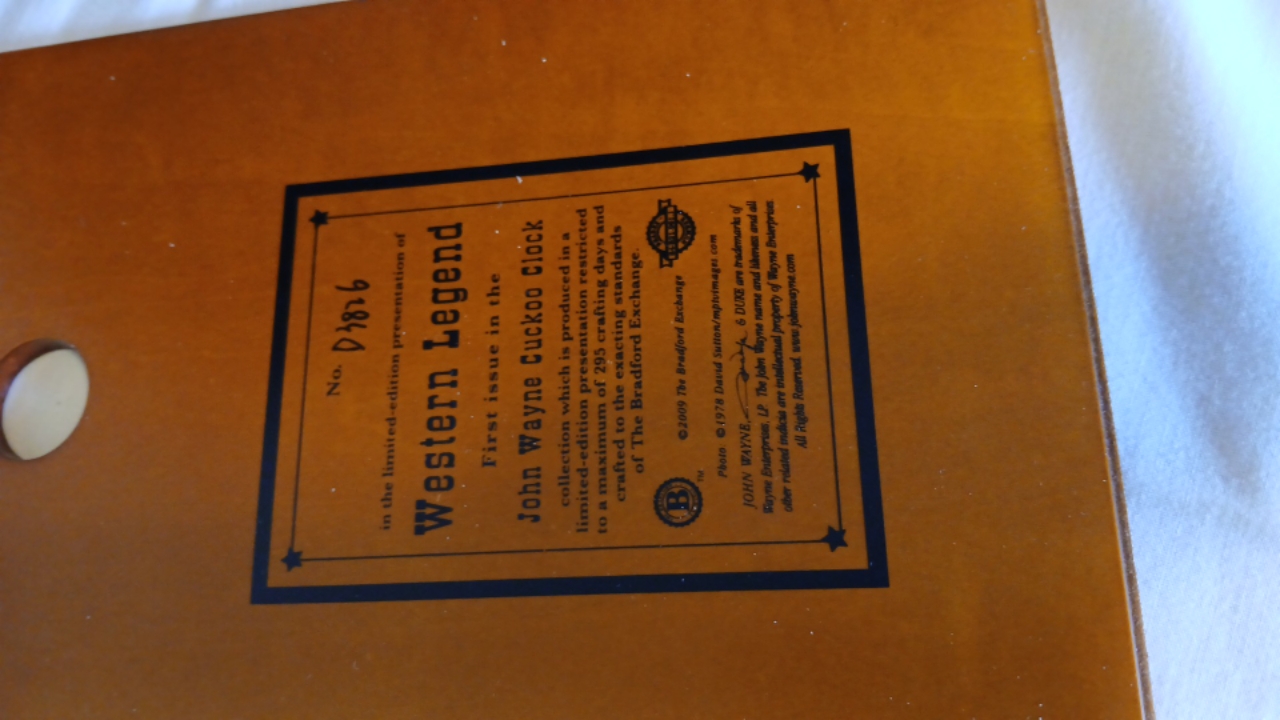 No. D3826
in the limited-edition presentation of
Western Legend
First issue in the
John Wayne Cuckoo Clock
collection which is produced in a
limited-edition presentation restricted
to a maximum of 295 crafting days and
crafted to the exacting standards
of The Bradford Exchange.
B ™ ©2009 The Bradford Exchange
Photo ©1978 David Sutton/mptvimages.com
JOHN WAYNE, & DUKE are trademarks of
Wayne Enterprises, LP. The John Wayne name and likeness and all
other related indicia are intellectual property of Wayne Enterprises
All Rights Reserved. www.johnwayne.com